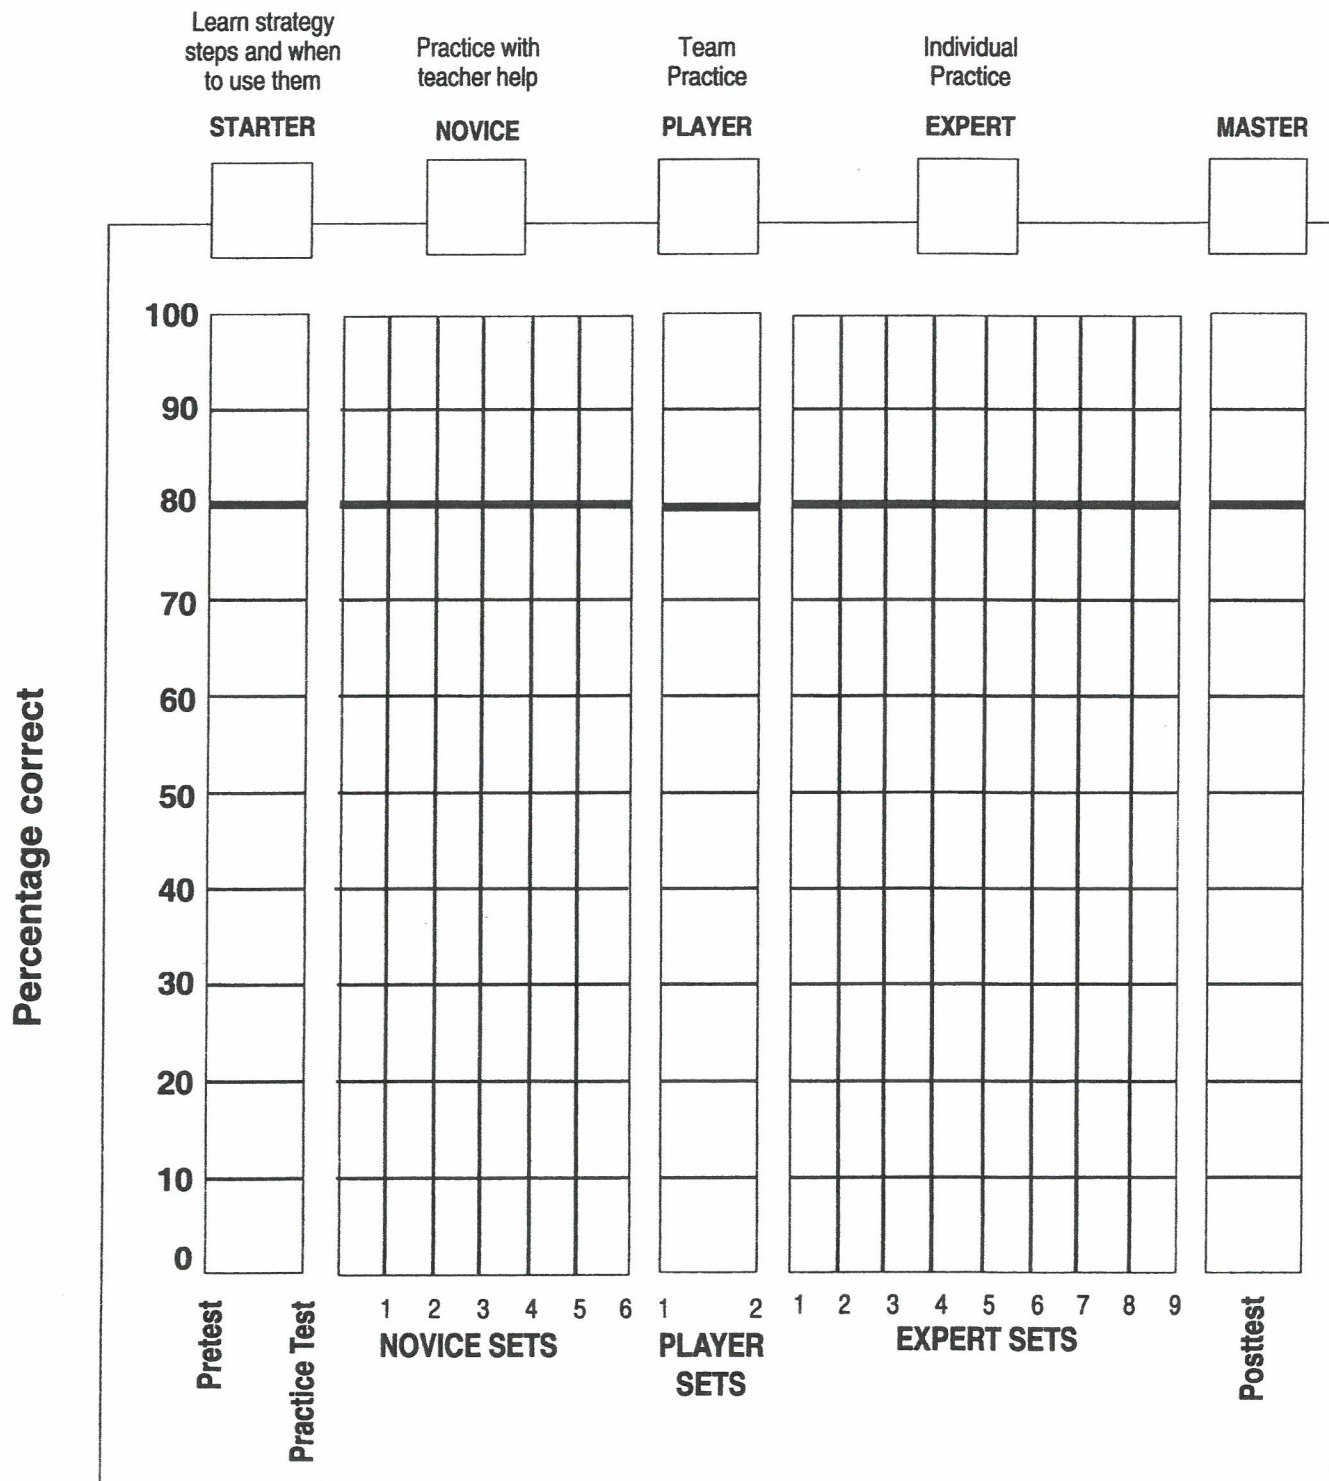 Learn strategy
steps and when
to use them
STARTER
Practice with
teacher help
NOVICE
Team
Practice
PLAYER
Individual
Practice
EXPERT
MASTER
Percentage correct
100
90
80
70
60
50
40
30
20
10
0
Pretest
Practice Test
1 2 3 4 5 6
NOVICE SETS
1 2
PLAYER
SETS
1 2 3 4 5 6 7 8 9
EXPERT SETS
Posttest